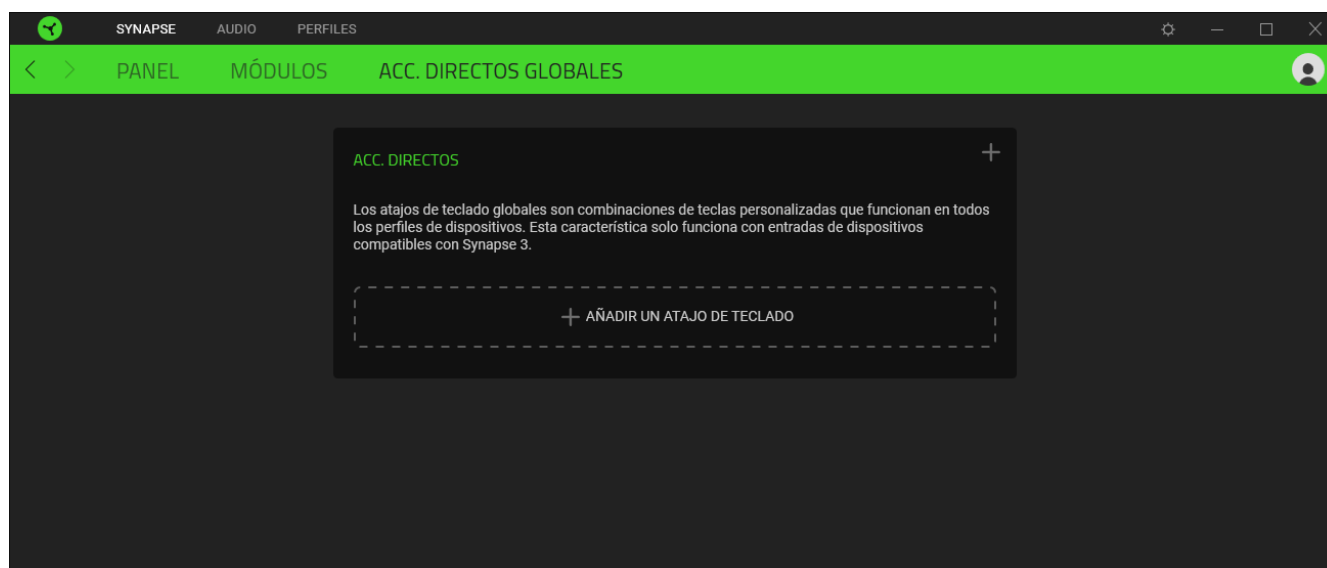 SYNAPSE AUDIO PERFILES
PANEL MÓDULOS ACC. DIRECTOS GLOBALES
ACC. DIRECTOS
Los atajos de teclado globales son combinaciones de teclas personalizadas que funcionan en todos
los perfiles de dispositivos. Esta característica solo funciona con entradas de dispositivos
compatibles con Synapse 3.
AÑADIR UN ATAJO DE TECLADO